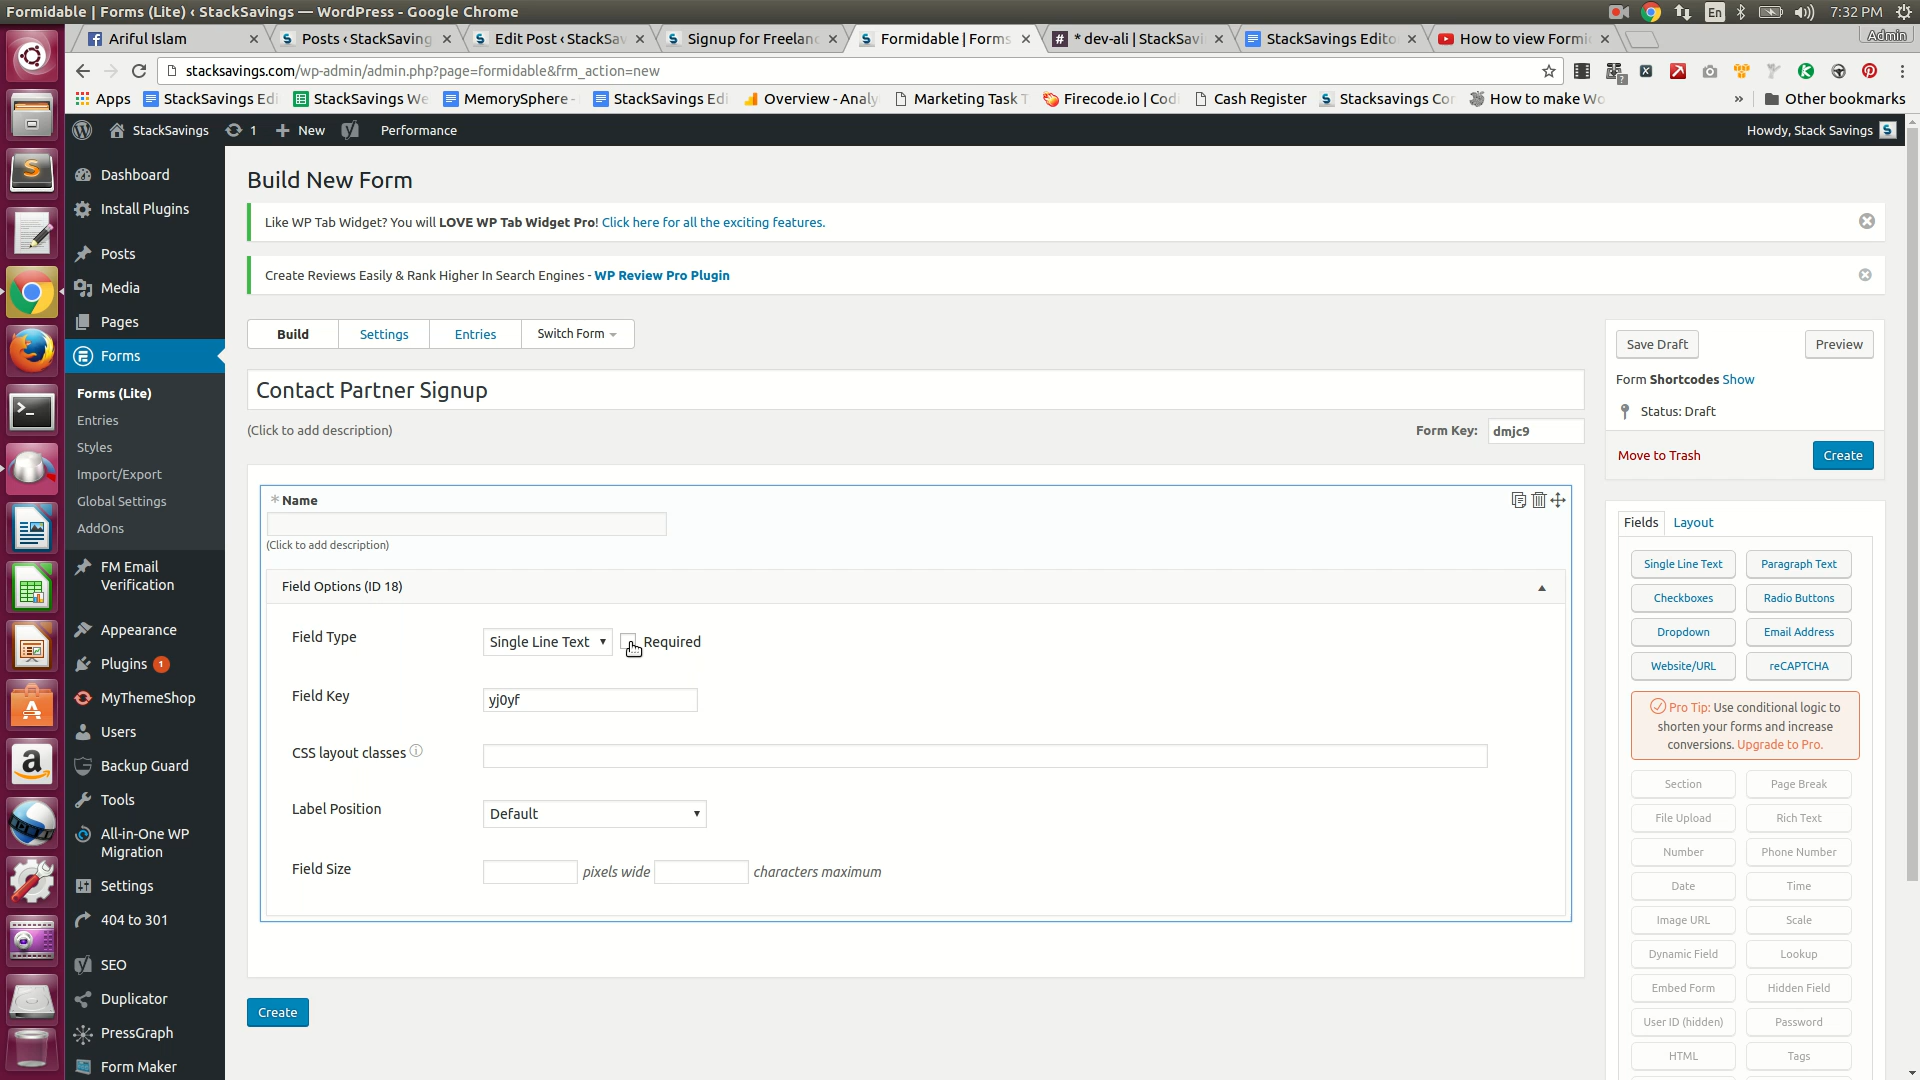 Formidable | Forms (Lite) ‹ StackSavings — WordPress - Google Chrome
En
7:32 PM
Ariful Islam
Posts ‹ StackSaving
Edit Post ‹ StackSav
Signup for Freelanc
Formidable | Forms
* dev-ali | StackSavi
StackSavings Edito
How to view Formi
Admin
stacksavings.com/wp-admin/admin.php?page=formidable&frm_action=new
Apps
StackSavings Edi
StackSavings We
MemorySphere -
StackSavings Edi
Overview - Analy
Marketing Task T
Firecode.io | Codi
Cash Register
Stacksavings Cor
How to make Wo
»
Other bookmarks
StackSavings
1
New
Performance
Howdy, Stack Savings
Dashboard
Install Plugins
Posts
Media
Pages
Forms
Forms (Lite)
Entries
Styles
Import/Export
Global Settings
AddOns
FM Email
Verification
Appearance
Plugins 1
MyThemeShop
Users
Backup Guard
Tools
All-in-One WP
Migration
Settings
404 to 301
SEO
Duplicator
PressGraph
Form Maker
Build New Form
Like WP Tab Widget? You will LOVE WP Tab Widget Pro! Click here for all the exciting features.
Create Reviews Easily & Rank Higher In Search Engines - WP Review Pro Plugin
Build
Settings
Entries
Switch Form
Contact Partner Signup
(Click to add description)
Form Key: dmjc9
* Name
(Click to add description)
Field Options (ID 18)
Field Type
Single Line Text
Required
Field Key
yj0yf
CSS layout classes
Label Position
Default
Field Size
pixels wide
characters maximum
Create
Save Draft
Preview
Form Shortcodes Show
Status: Draft
Move to Trash
Create
Fields
Layout
Single Line Text
Paragraph Text
Checkboxes
Radio Buttons
Dropdown
Email Address
Website/URL
reCAPTCHA
Pro Tip: Use conditional logic to
shorten your forms and increase
conversions. Upgrade to Pro.
Section
Page Break
File Upload
Rich Text
Number
Phone Number
Date
Time
Image URL
Scale
Dynamic Field
Lookup
Embed Form
Hidden Field
User ID (hidden)
Password
HTML
Tags